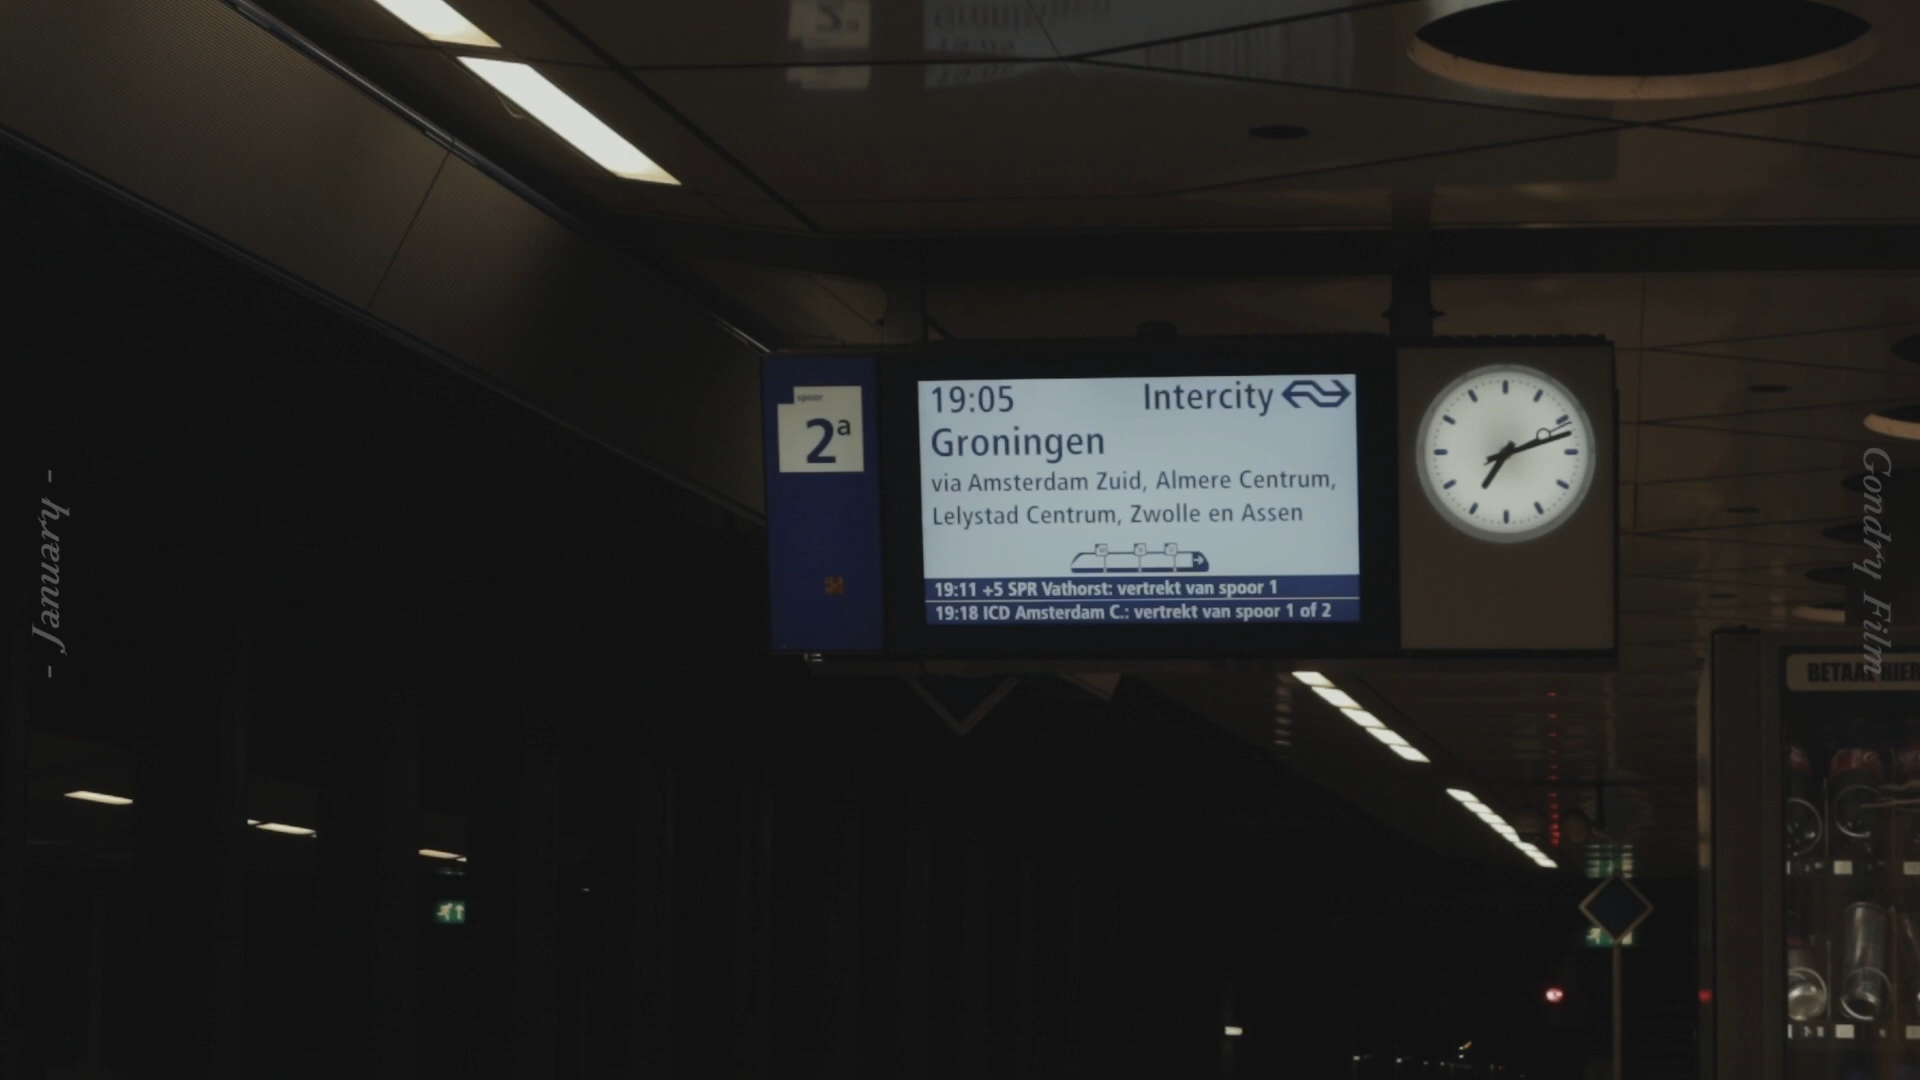 - January -
spoor
2a
19:05 Intercity
Groningen
via Amsterdam Zuid, Almere Centrum,
Lelystad Centrum, Zwolle en Assen
19:11 +5 SPR Vathorst: vertrekt van spoor 1
19:18 ICD Amsterdam C.: vertrekt van spoor 1 of 2
Gondry Film
BETAAL HIER